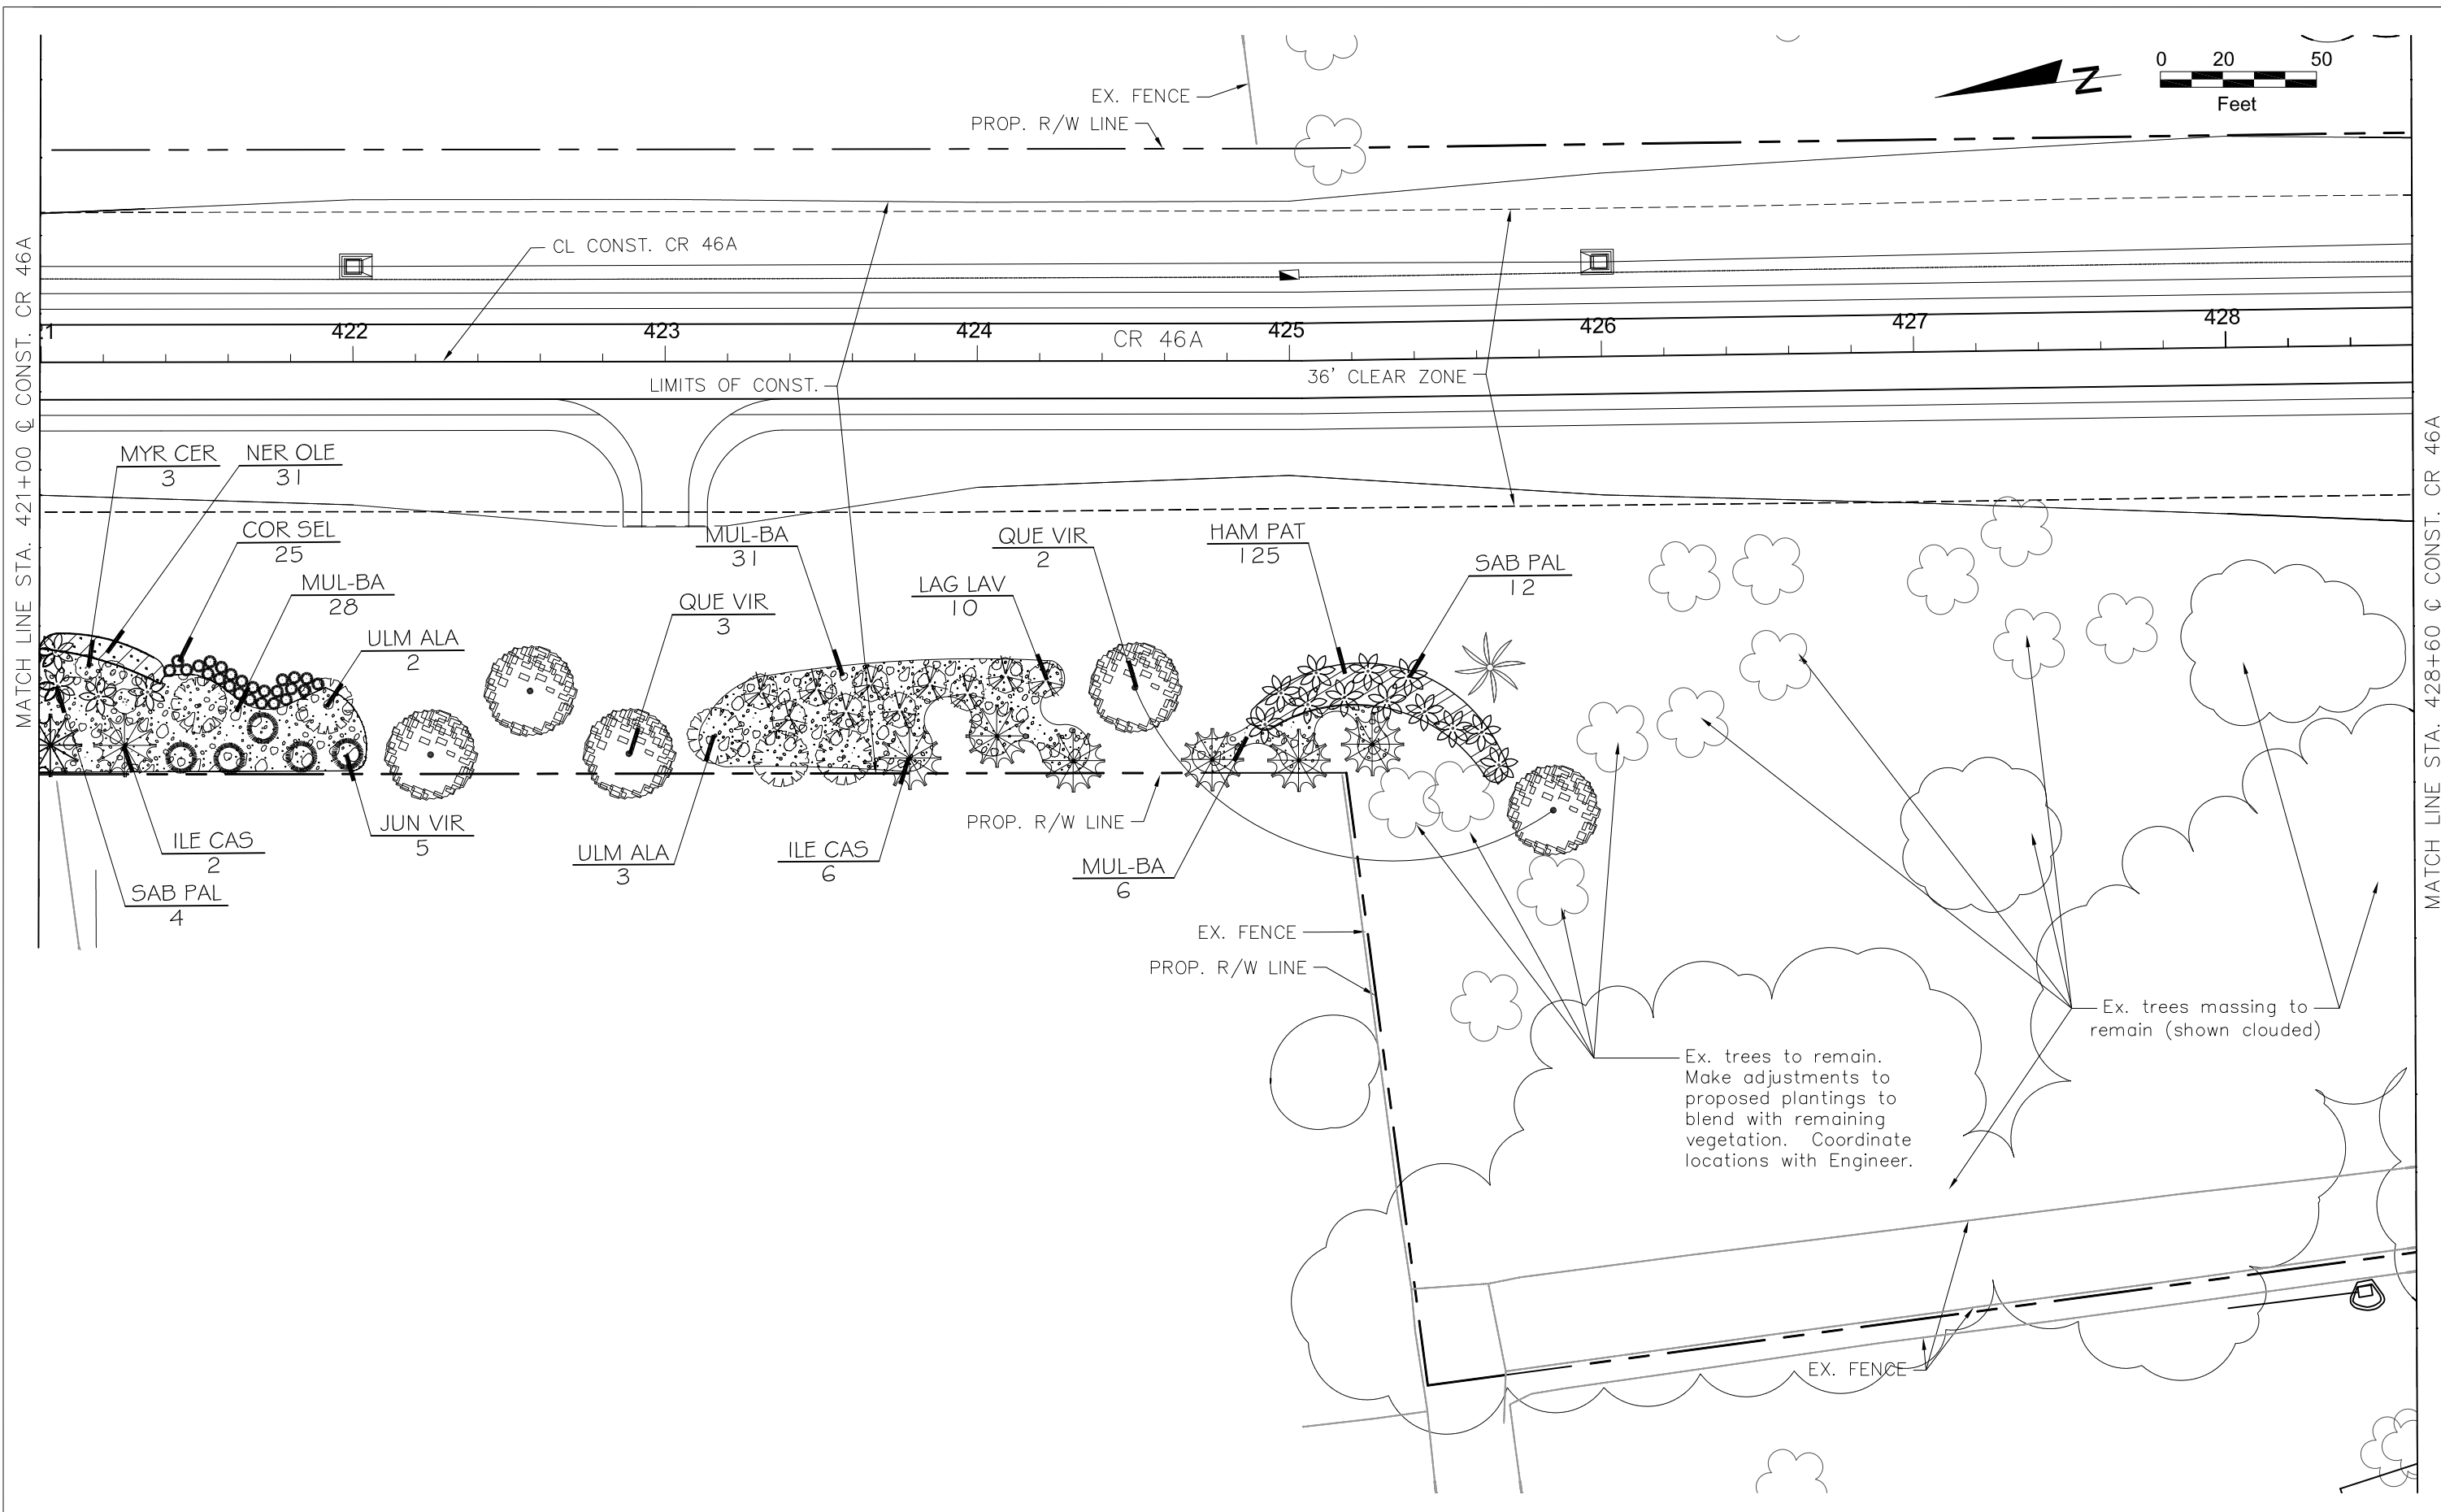 0 20 50
Feet
N
EX. FENCE
PROP. R/W LINE
CL CONST. CR 46A
422 423 424 425 426 427 428
CR 46A
LIMITS OF CONST.
36' CLEAR ZONE
MATCH LINE STA. 421+00 ℄ CONST. CR 46A
MATCH LINE STA. 428+60 ℄ CONST. CR 46A
MYR CER
3
NER OLE
31
COR SEL
25
MUL-BA
28
ULM ALA
2
QUE VIR
3
MUL-BA
31
LAG LAV
10
QUE VIR
2
HAM PAT
125
SAB PAL
12
JUN VIR
5
ILE CAS
2
SAB PAL
4
ULM ALA
3
ILE CAS
6
PROP. R/W LINE
MUL-BA
6
EX. FENCE
PROP. R/W LINE
Ex. trees massing to
remain (shown clouded)
Ex. trees to remain.
Make adjustments to
proposed plantings to
blend with remaining
vegetation. Coordinate
locations with Engineer.
EX. FENCE